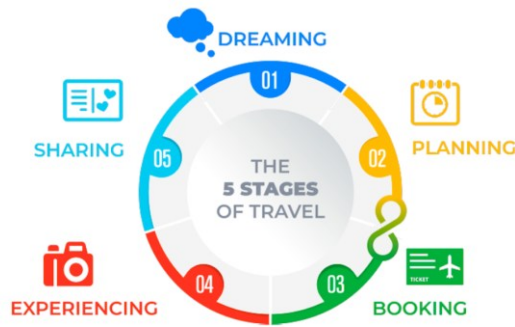 DREAMING
01
PLANNING
02
BOOKING
03
TICKET
EXPERIENCING
04
SHARING
05
THE
5 STAGES
OF TRAVEL